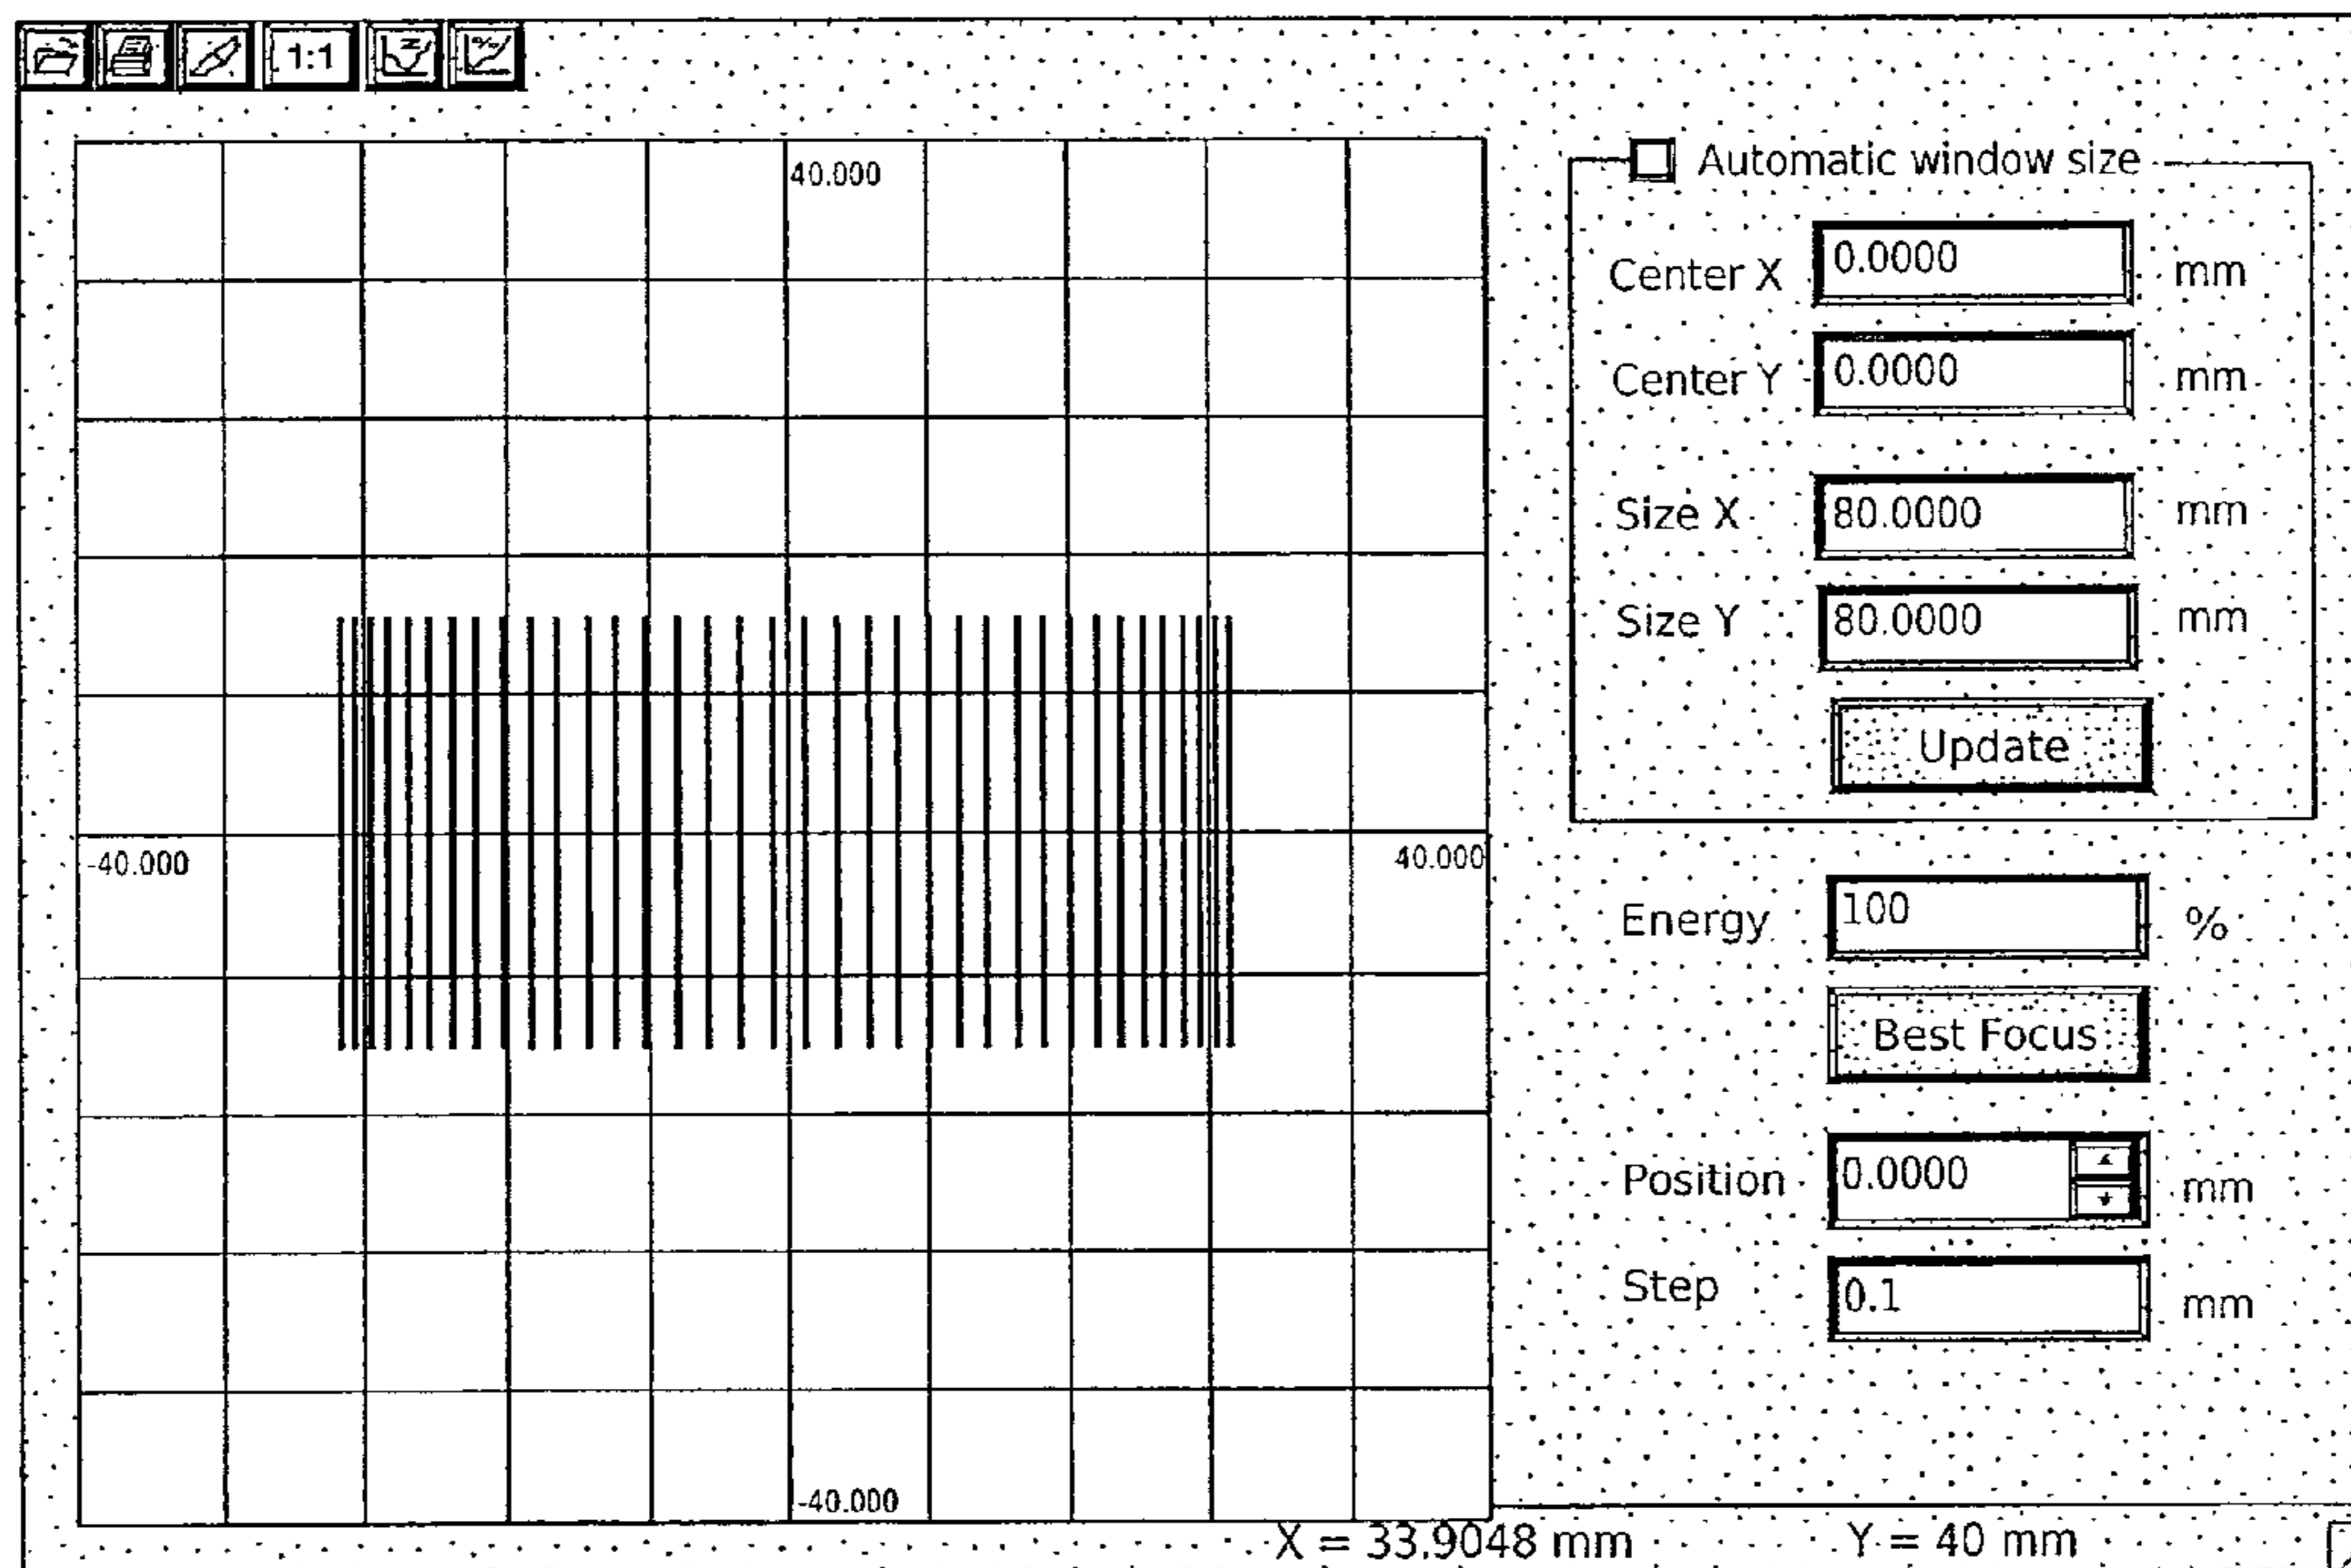 1:1
Automatic window size
40.000
Center X 0.0000 mm
Center Y 0.0000 mm
Size X 80.0000 mm
Size Y 80.0000 mm
Update
-40.000 40.000
Energy 100 %
Best Focus
Position 0.0000 mm
Step 0.1 mm
-40.000
X = 33.9048 mm Y = 40 mm